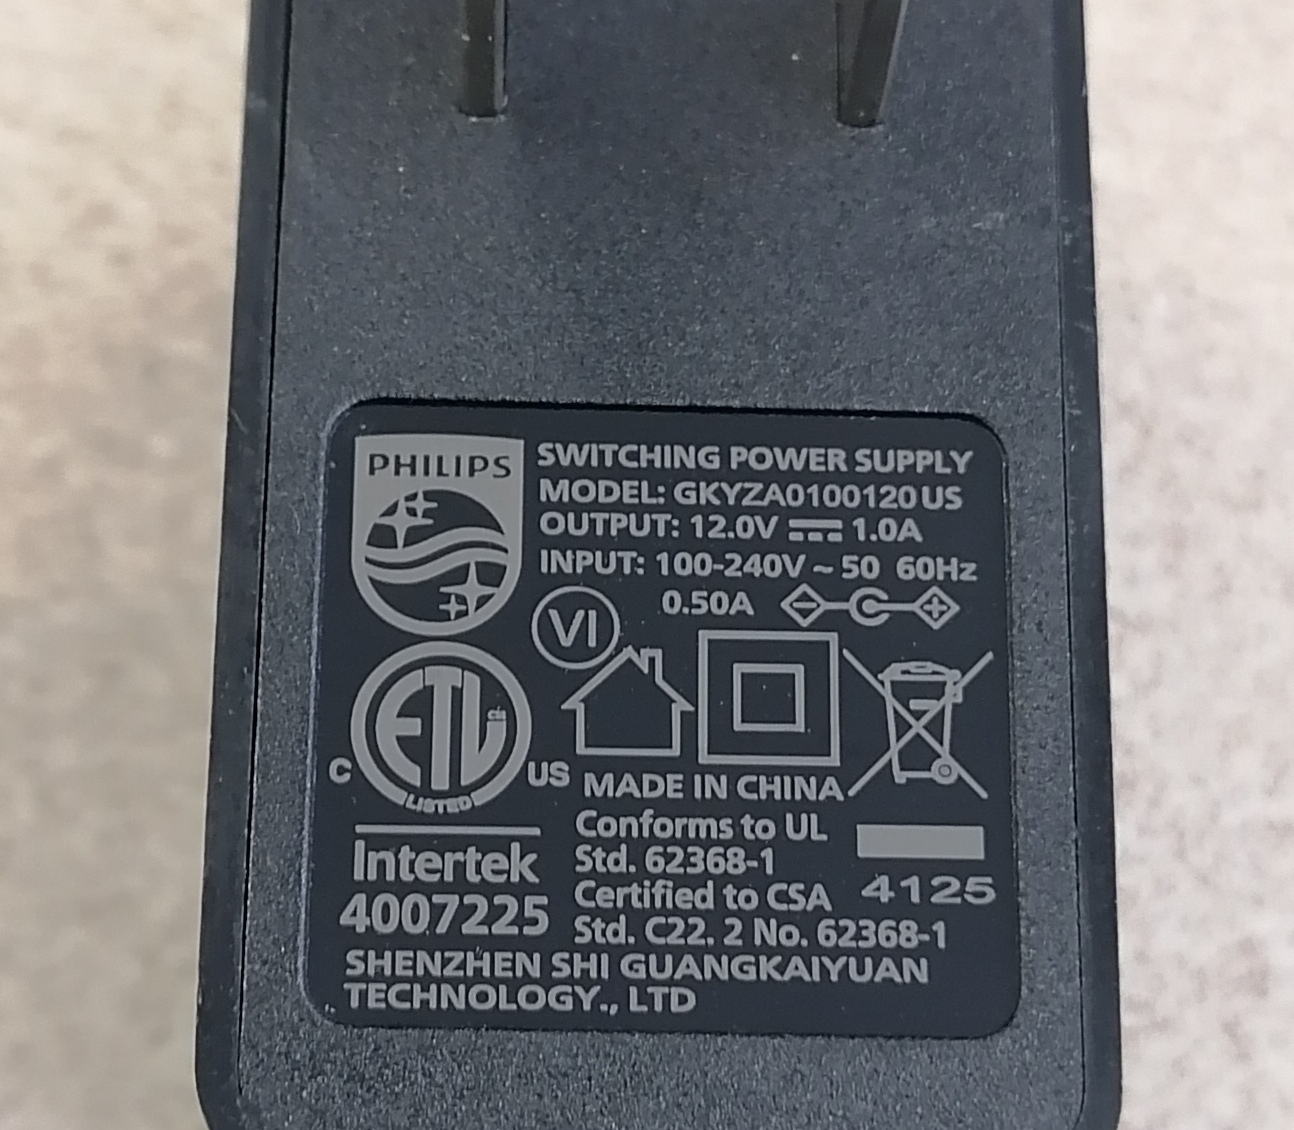 PHILIPS
SWITCHING POWER SUPPLY
MODEL: GKYZA0100120US
OUTPUT: 12.0V ⎓ 1.0A
INPUT: 100-240V ~ 50 60Hz
0.50A
VI
ETL
LISTED
C US
MADE IN CHINA
Conforms to UL
Std. 62368-1
Certified to CSA
Std. C22. 2 No. 62368-1
4125
Intertek
4007225
SHENZHEN SHI GUANGKAIYUAN
TECHNOLOGY., LTD